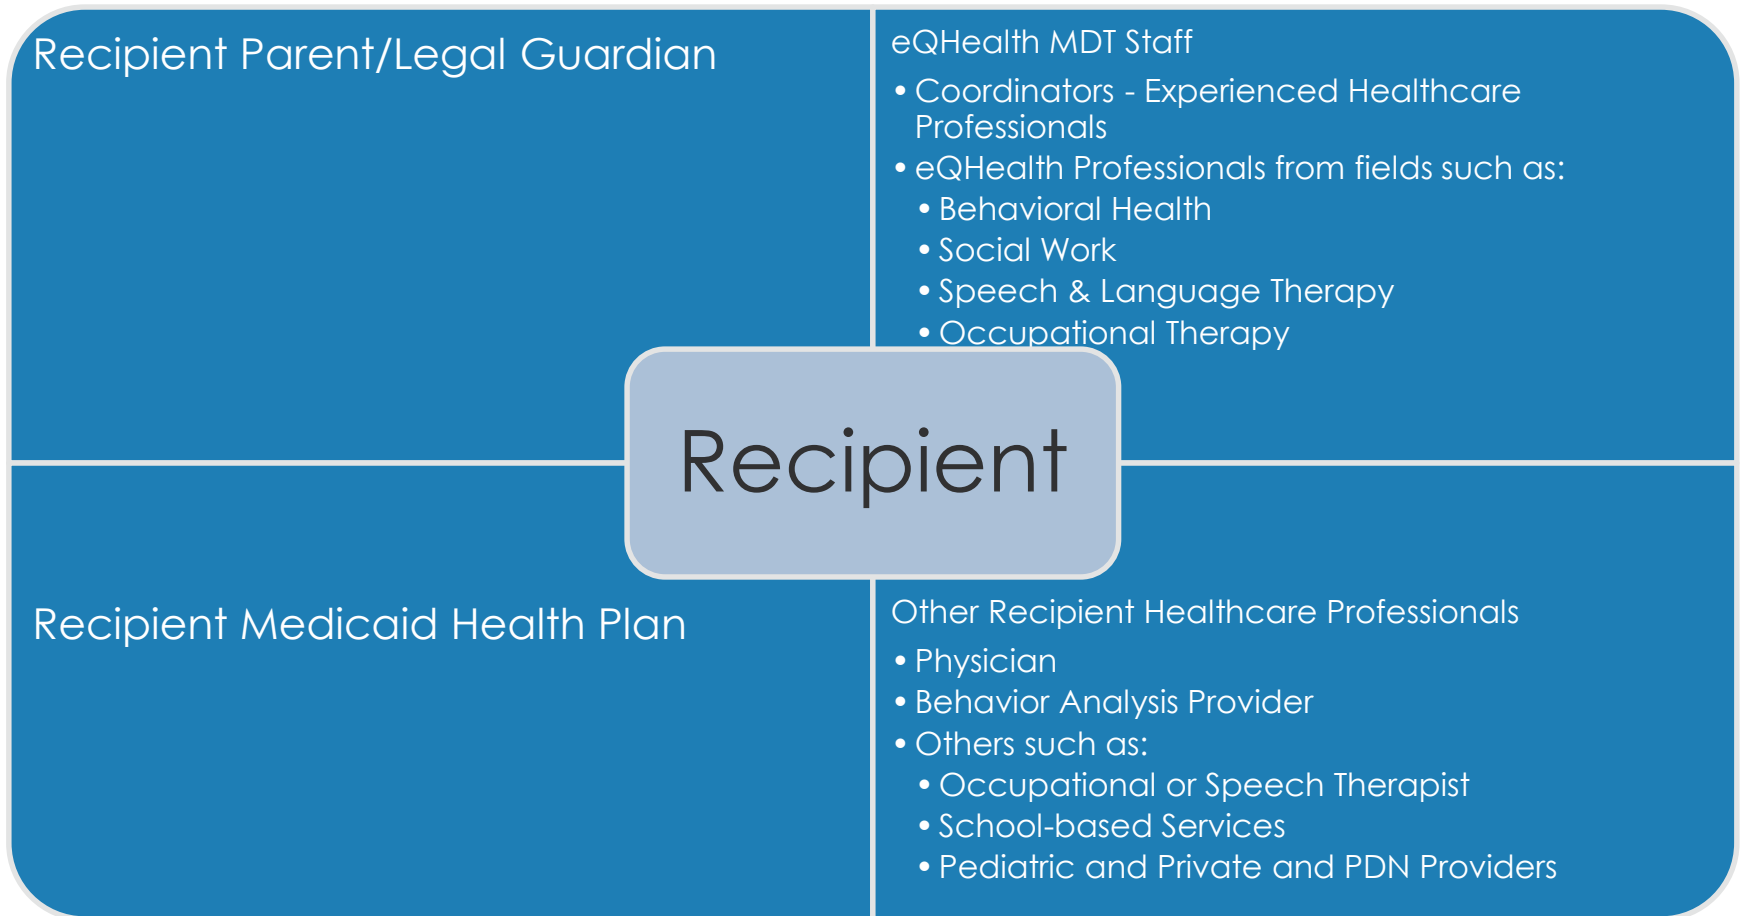 Recipient Parent/Legal Guardian
eQHealth MDT Staff
• Coordinators - Experienced Healthcare
Professionals
• eQHealth Professionals from fields such as:
• Behavioral Health
• Social Work
• Speech & Language Therapy
• Occupational Therapy
Recipient
Recipient Medicaid Health Plan
Other Recipient Healthcare Professionals
• Physician
• Behavior Analysis Provider
• Others such as:
• Occupational or Speech Therapist
• School-based Services
• Pediatric and Private and PDN Providers